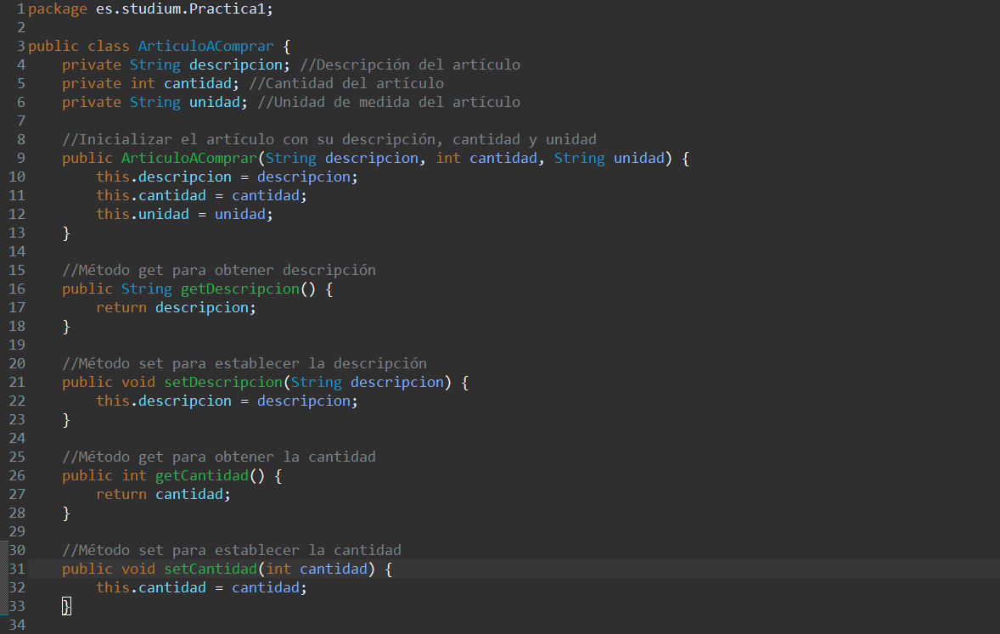 1 package es.studium.Practica1;
2
3 public class ArticuloAComprar {
4     private String descripcion; //Descripción del artículo
5     private int cantidad; //Cantidad del artículo
6     private String unidad; //Unidad de medida del artículo
7
8     //Inicializar el artículo con su descripción, cantidad y unidad
9     public ArticuloAComprar(String descripcion, int cantidad, String unidad) {
10         this.descripcion = descripcion;
11         this.cantidad = cantidad;
12         this.unidad = unidad;
13     }
14
15     //Método get para obtener descripción
16     public String getDescripcion() {
17         return descripcion;
18     }
19
20     //Método set para establecer la descripción
21     public void setDescripcion(String descripcion) {
22         this.descripcion = descripcion;
23     }
24
25     //Método get para obtener la cantidad
26     public int getCantidad() {
27         return cantidad;
28     }
29
30     //Método set para establecer la cantidad
31     public void setCantidad(int cantidad) {
32         this.cantidad = cantidad;
33     }
34